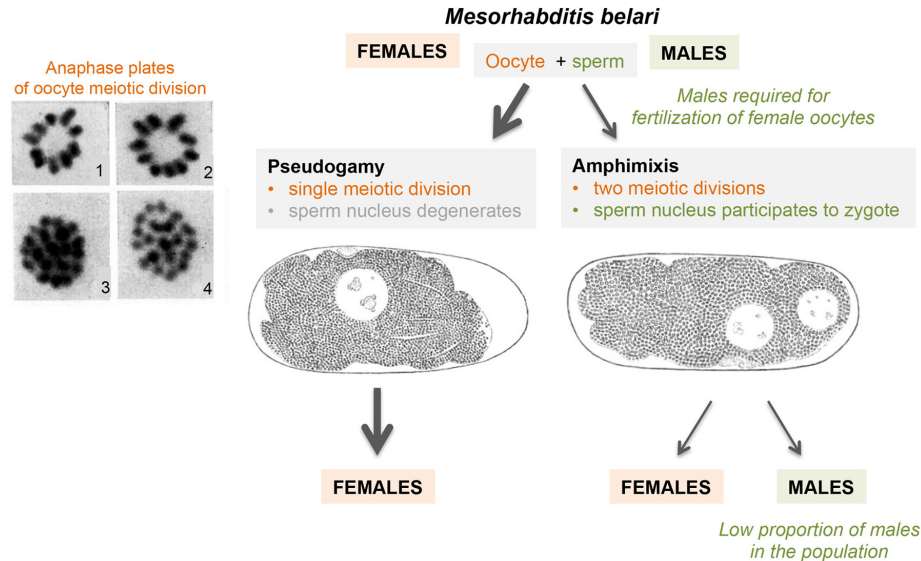 Mesorhabditis belari
FEMALES
Oocyte + sperm
MALES
Anaphase plates
of oocyte meiotic division
1
2
3
4
Males required for
fertilization of female oocytes
Pseudogamy
• single meiotic division
• sperm nucleus degenerates
Amphimixis
• two meiotic divisions
• sperm nucleus participates to zygote
FEMALES
FEMALES
MALES
Low proportion of males
in the population